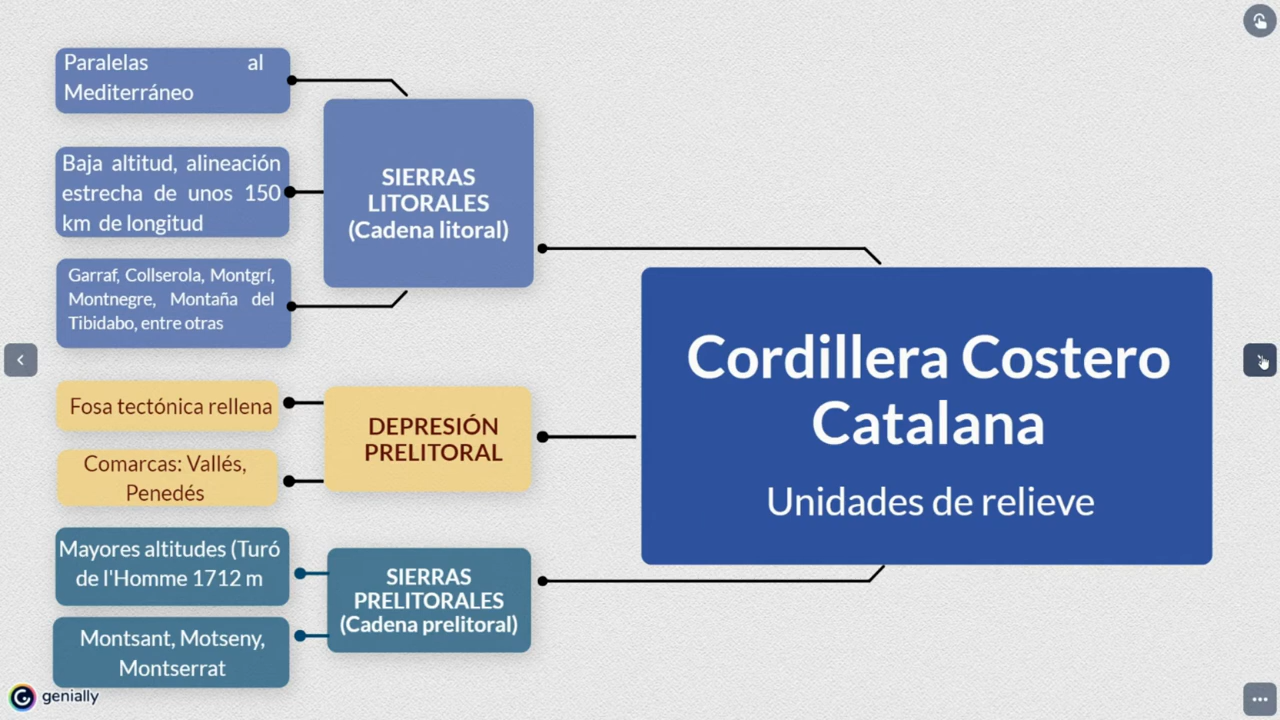 Paralelas al
Mediterráneo
Baja altitud, alineación
estrecha de unos 150
km de longitud
Garraf, Collserola, Montgrí,
Montnegre, Montaña del
Tibidabo, entre otras
SIERRAS
LITORALES
(Cadena litoral)
Fosa tectónica rellena
Comarcas: Vallés,
Penedés
DEPRESIÓN
PRELITORAL
Mayores altitudes (Turó
de l'Homme 1712 m
Montsant, Motseny,
Montserrat
SIERRAS
PRELITORALES
(Cadena prelitoral)
Cordillera Costero
Catalana
Unidades de relieve
genially